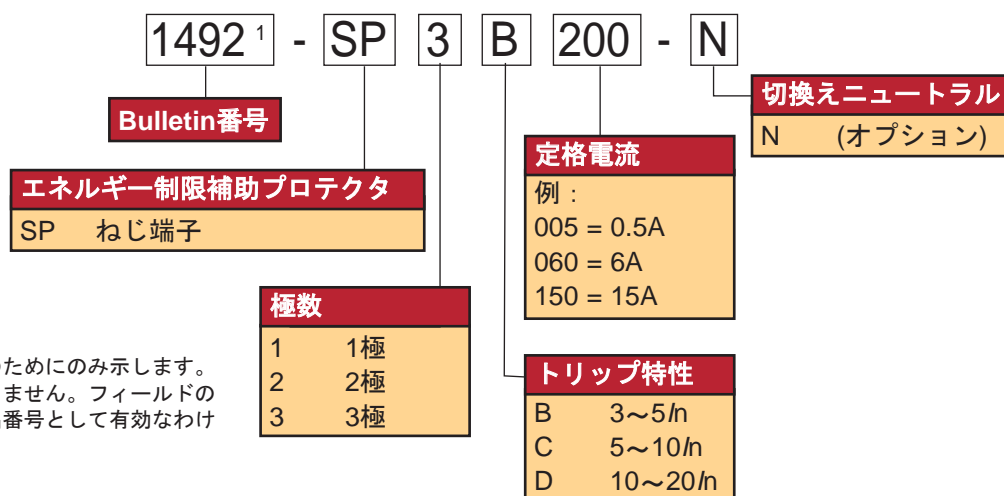 1492 ¹ - SP 3 B 200 - N
Bulletin番号
エネルギー制限補助プロテクタ
SP ねじ端子
極数
1 1極
2 2極
3 3極
定格電流
例：
005 = 0.5A
060 = 6A
150 = 15A
トリップ特性
B 3～5In
C 5～10In
D 10～20In
切換えニュートラル
N (オプション)
ためにのみ示します。
ません。フィールドの
番号として有効なわけ